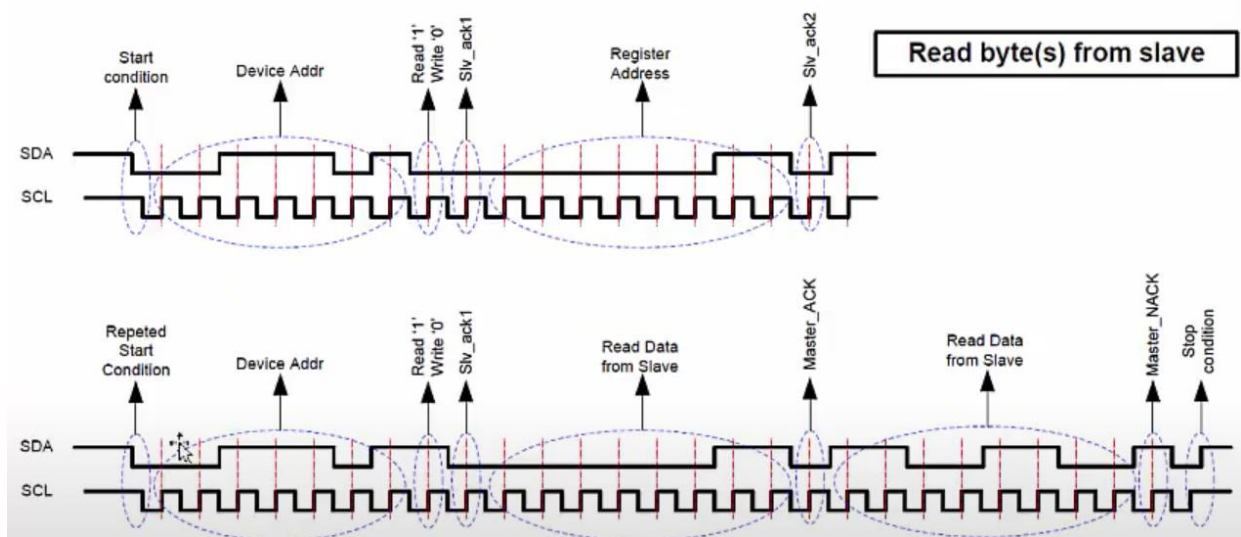 Read byte(s) from slave
Start
condition
Device Addr
Read '1'
Write '0'
Slv_ack1
Register
Address
Slv_ack2
SDA
SCL
Repeted
Start
Condition
Device Addr
Read '1'
Write '0'
Slv_ack1
Read Data
from Slave
Master_ACK
Read Data
from Slave
Master_NACK
Stop
condition
SDA
SCL